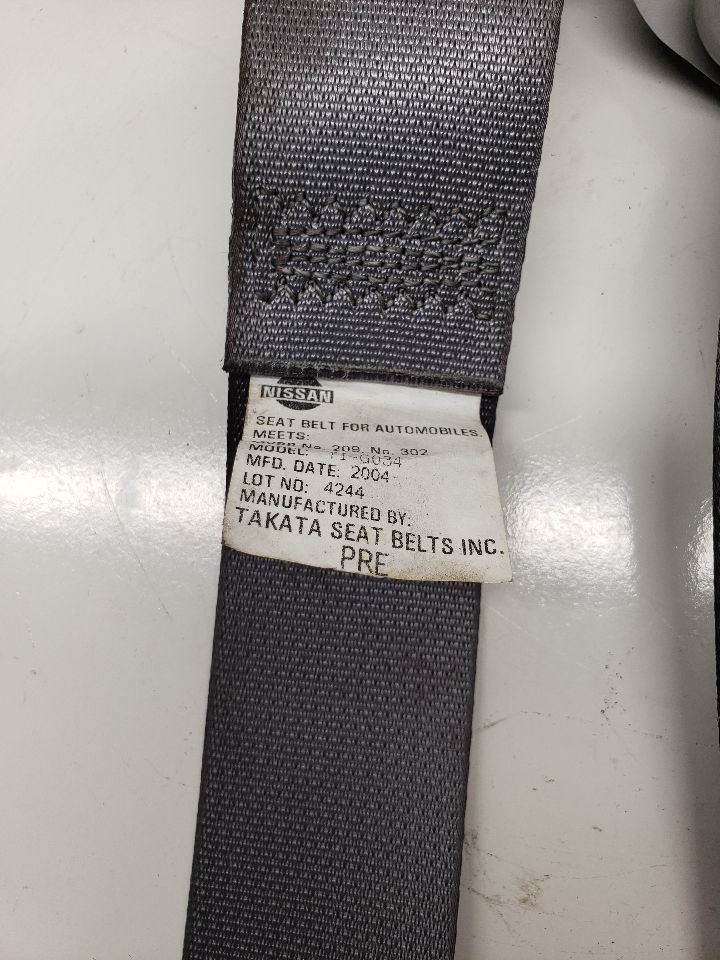 NISSAN
SEAT BELT FOR AUTOMOBILES.
MEETS:
No. 209, No. 302
MODEL:
MFD. DATE: 2004
LOT NO: 4244
MANUFACTURED BY:
TAKATA SEAT BELTS INC.
PRE